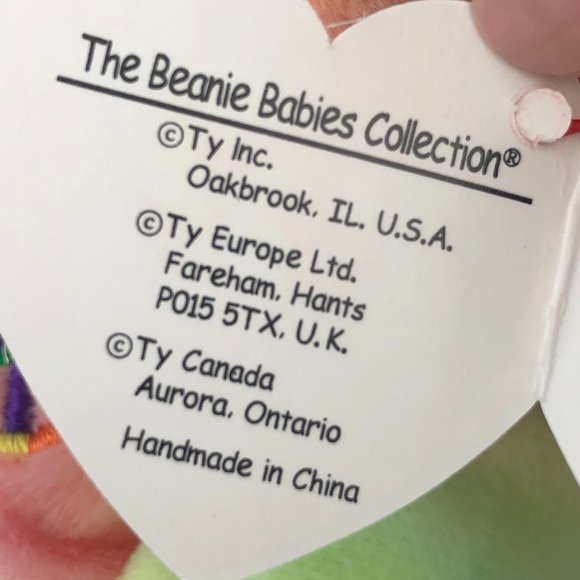 The Beanie Babies Collection®
©Ty Inc.
Oakbrook, IL. U.S.A.
©Ty Europe Ltd.
Fareham, Hants
PO15 5TX, U.K.
©Ty Canada
Aurora, Ontario
Handmade in China